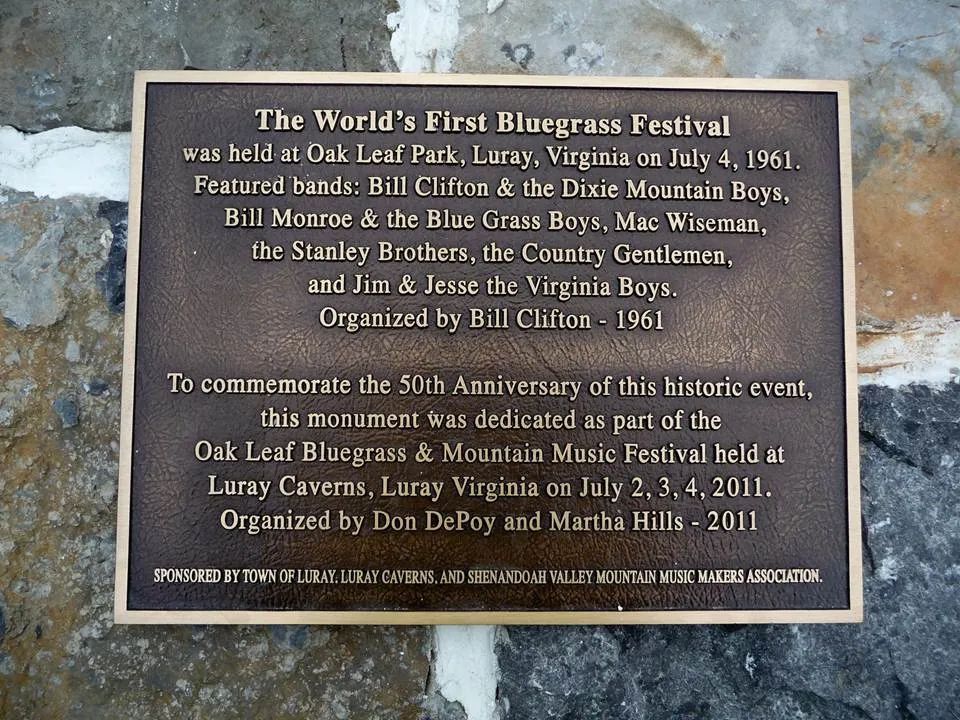 The World's First Bluegrass Festival
was held at Oak Leaf Park, Luray, Virginia on July 4, 1961.
Featured bands: Bill Clifton & the Dixie Mountain Boys,
Bill Monroe & the Blue Grass Boys, Mac Wiseman,
the Stanley Brothers, the Country Gentlemen,
and Jim & Jesse the Virginia Boys.
Organized by Bill Clifton - 1961
To commemorate the 50th Anniversary of this historic event,
this monument was dedicated as part of the
Oak Leaf Bluegrass & Mountain Music Festival held at
Luray Caverns, Luray Virginia on July 2, 3, 4, 2011.
Organized by Don DePoy and Martha Hills - 2011
SPONSORED BY TOWN OF LURAY, LURAY CAVERNS, AND SHENANDOAH VALLEY MOUNTAIN MUSIC MAKERS ASSOCIATION.